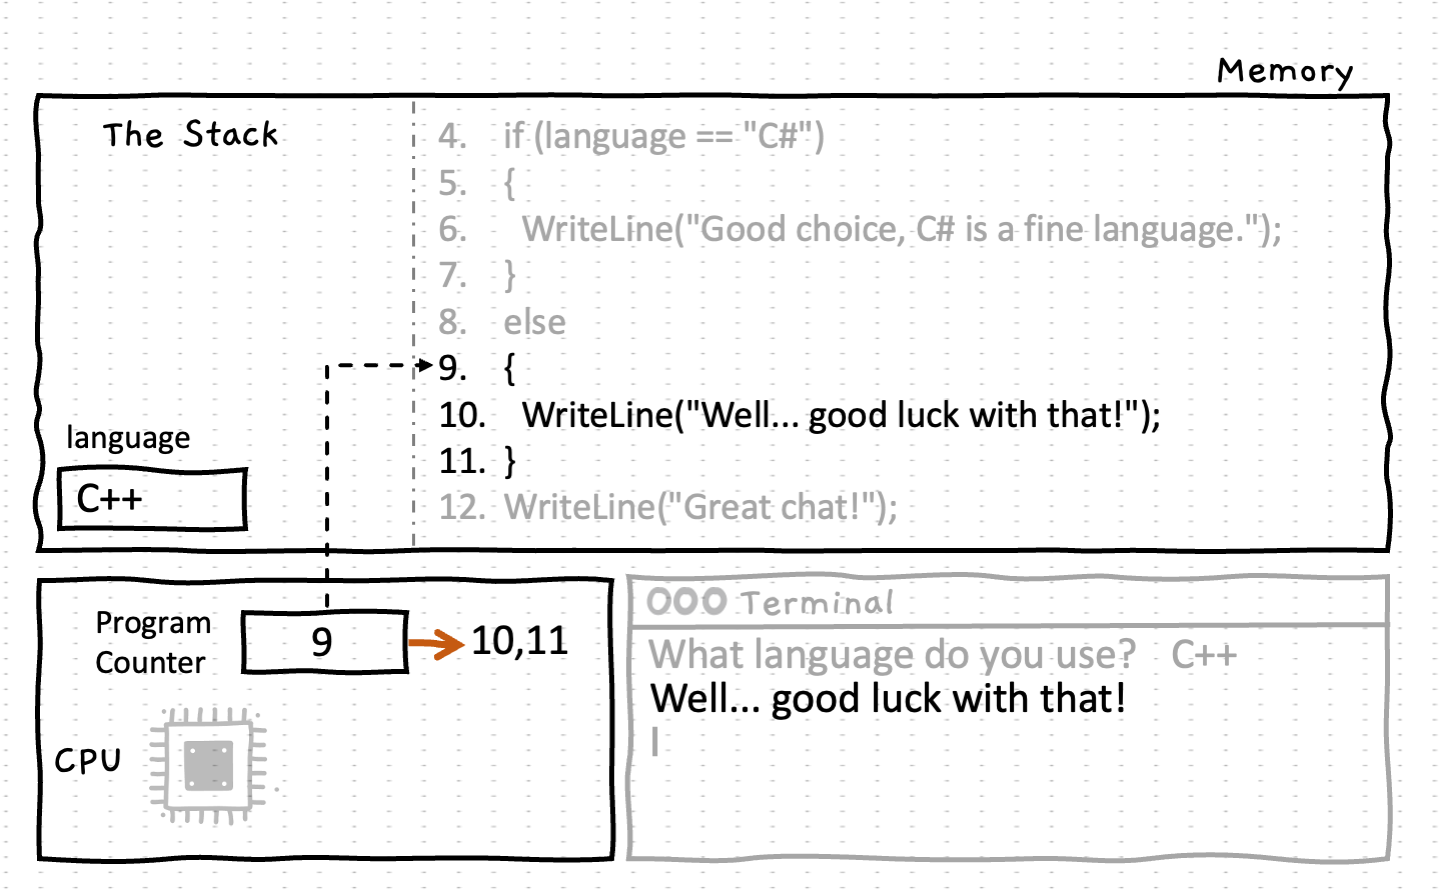 Memory
The Stack
4. if (language == "C#")
5. {
6. WriteLine("Good choice, C# is a fine language.");
7. }
8. else
9. {
10. WriteLine("Well... good luck with that!");
11. }
12. WriteLine("Great chat!");
language
C++
Program
Counter
9
10,11
CPU
Terminal
What language do you use? C++
Well... good luck with that!